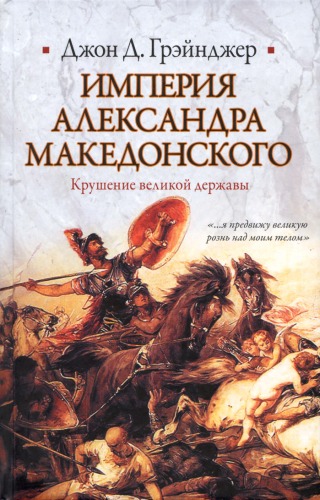 Джон Д. Грэйнджер
ИМПЕРИЯ
АЛЕКСАНДРА
МАКЕДОНСКОГО
Крушение великой державы
«...я предвижу великую
рознь над моим телом»